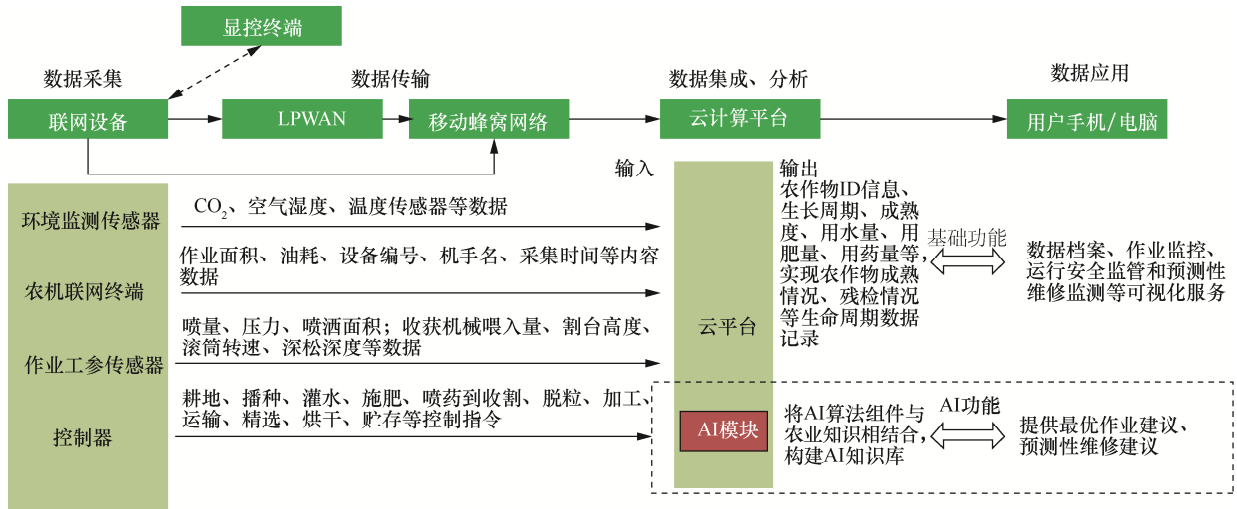 显控终端
数据采集
数据传输
数据集成、分析
数据应用
联网设备
LPWAN
移动蜂窝网络
云计算平台
用户手机/电脑
输入
输出
环境监测传感器
CO2、空气湿度、温度传感器等数据
农机联网终端
作业面积、油耗、设备编号、机手名、采集时间等内容
数据
作业工参传感器
喷量、压力、喷洒面积；收获机械喂入量、割台高度、
滚筒转速、深松深度等数据
控制器
耕地、播种、灌水、施肥、喷药到收割、脱粒、加工、
运输、精选、烘干、贮存等控制指令
云平台
农作物ID信息、
生长周期、成熟
度、用水量、用
肥量、用药量等，
实现农作物成熟
情况、残检情况
等生命周期数据
记录
基础功能
数据档案、作业监控、
运行安全监管和预测性
维修监测等可视化服务
AI模块
将AI算法组件与
农业知识相结合，
构建AI知识库
AI功能
提供最优作业建议、
预测性维修建议